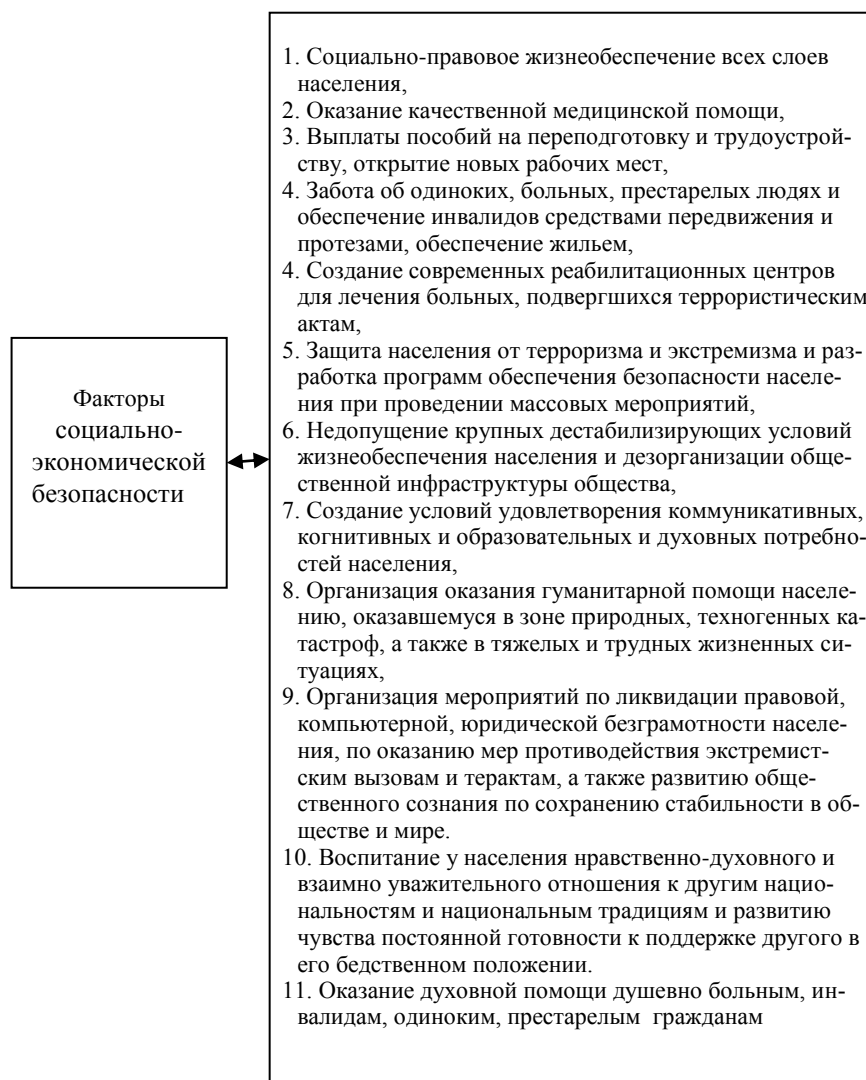 1. Социально-правовое жизнеобеспечение всех слоев
населения,
2. Оказание качественной медицинской помощи,
3. Выплаты пособий на переподготовку и трудоустрой-
ству, открытие новых рабочих мест,
4. Забота об одиноких, больных, престарелых людях и
обеспечение инвалидов средствами передвижения и
протезами, обеспечение жильем,
4. Создание современных реабилитационных центров
для лечения больных, подвергшихся террористическим
актам,
5. Защита населения от терроризма и экстремизма и раз-
работка программ обеспечения безопасности населе-
ния при проведении массовых мероприятий,
6. Недопущение крупных дестабилизирующих условий
жизнеобеспечения населения и дезорганизации обще-
ственной инфраструктуры общества,
7. Создание условий удовлетворения коммуникативных,
когнитивных и образовательных и духовных потребно-
стей населения,
8. Организация оказания гуманитарной помощи населе-
нию, оказавшемуся в зоне природных, техногенных ка-
тастроф, а также в тяжелых и трудных жизненных си-
туациях,
9. Организация мероприятий по ликвидации правовой,
компьютерной, юридической безграмотности населе-
ния, по оказанию мер противодействия экстремист-
ским вызовам и терактам, а также развитию обще-
ственного сознания по сохранению стабильности в об-
ществе и мире.
10. Воспитание у населения нравственно-духовного и
взаимно уважительного отношения к другим нацио-
нальностям и национальным традициям и развитию
чувства постоянной готовности к поддержке другого в
его бедственном положении.
11. Оказание духовной помощи душевно больным, ин-
валидам, одиноким, престарелым гражданам
Факторы
социально-
экономической
безопасности